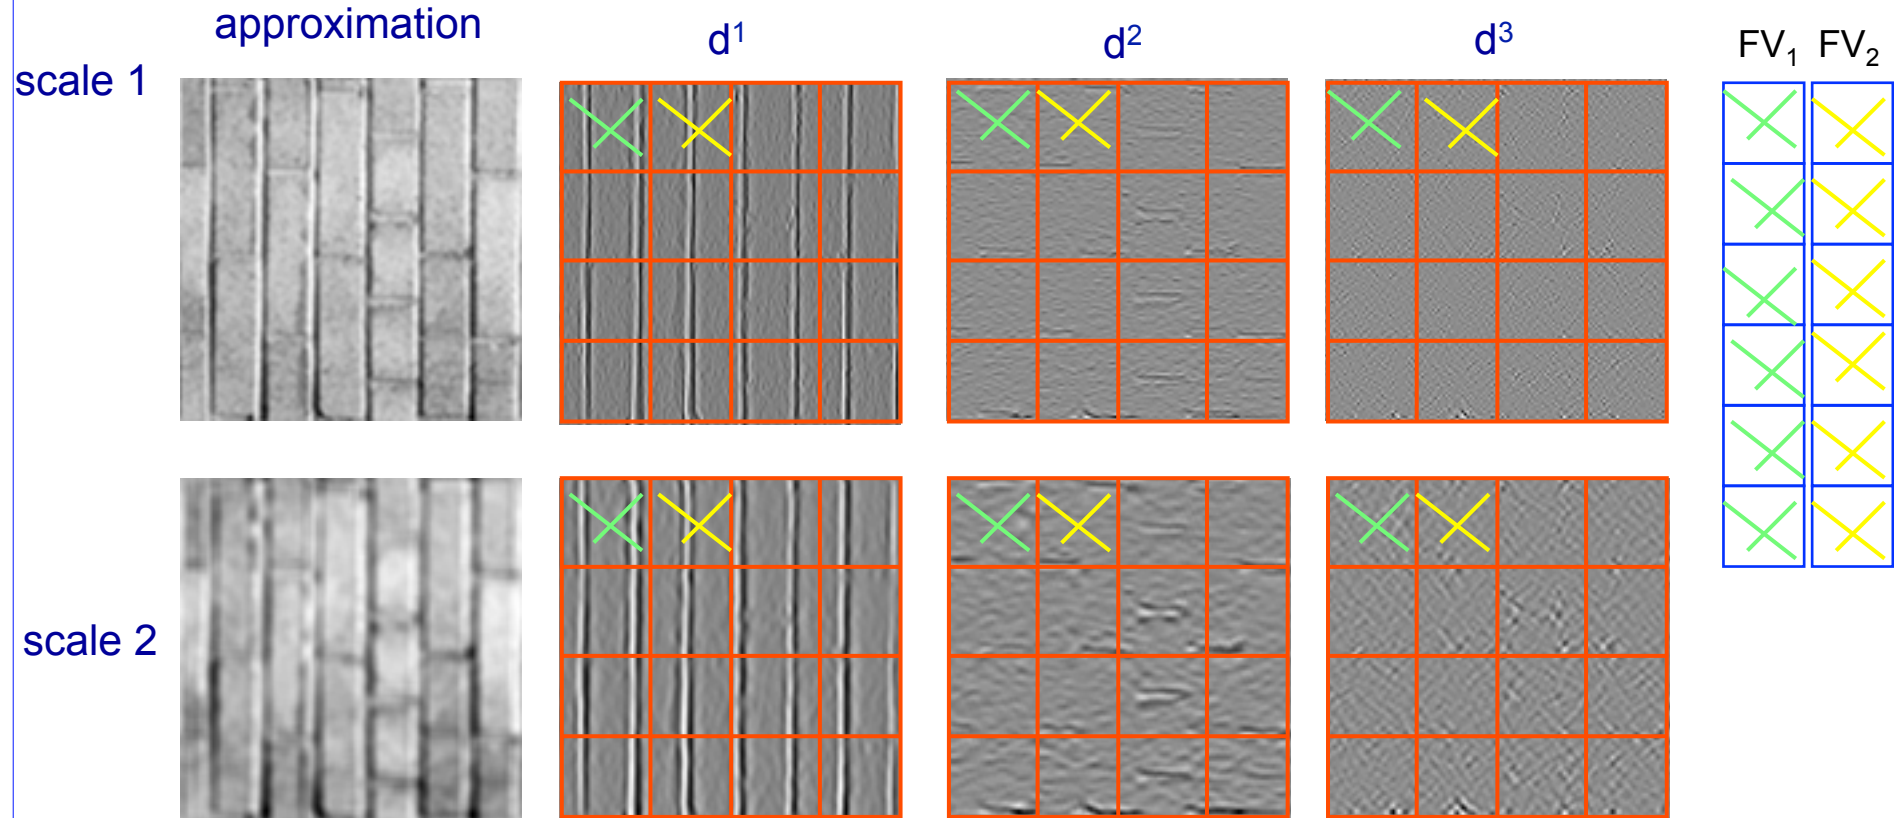 approximation
d¹
d²
d³
FV₁ FV₂
scale 1
scale 2